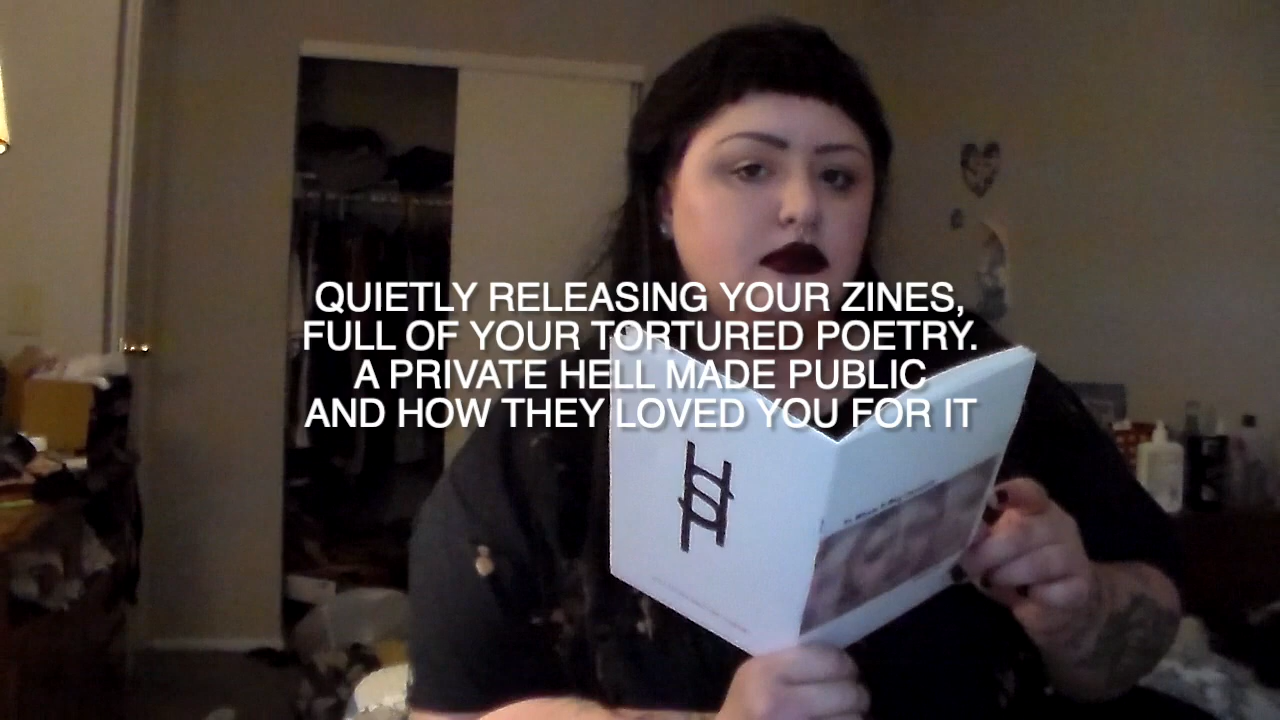 QUIETLY RELEASING YOUR ZINES,
FULL OF YOUR TORTURED POETRY.
A PRIVATE HELL MADE PUBLIC
AND HOW THEY LOVED YOU FOR IT